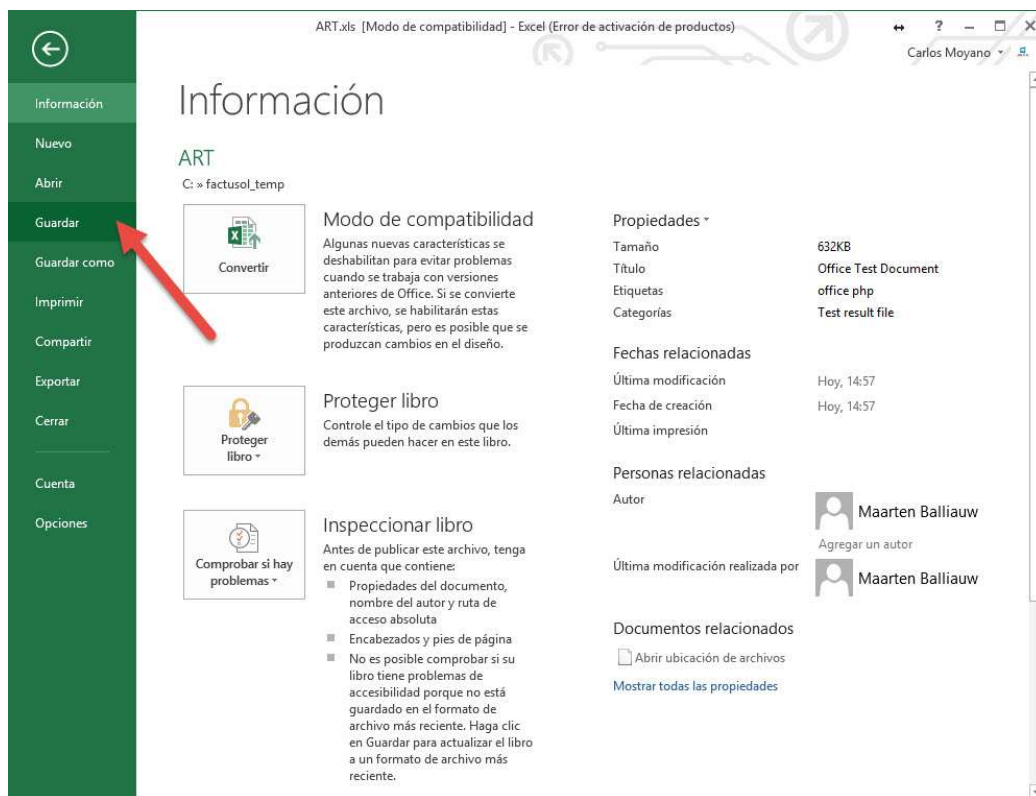 ART.xls [Modo de compatibilidad] - Excel (Error de activación de productos)
?
Carlos Moyano
Información
Nuevo
Abrir
Guardar
Guardar como
Imprimir
Compartir
Exportar
Cerrar
Cuenta
Opciones
Información
ART
C: » factusol_temp
Convertir
Modo de compatibilidad
Algunas nuevas características se
deshabilitan para evitar problemas
cuando se trabaja con versiones
anteriores de Office. Si se convierte
este archivo, se habilitarán estas
características, pero es posible que se
produzcan cambios en el diseño.
Proteger
libro
Proteger libro
Controle el tipo de cambios que los
demás pueden hacer en este libro.
Comprobar si hay
problemas
Inspeccionar libro
Antes de publicar este archivo, tenga
en cuenta que contiene:
Propiedades del documento,
nombre del autor y ruta de
acceso absoluta
Encabezados y pies de página
No es posible comprobar si su
libro tiene problemas de
accesibilidad porque no está
guardado en el formato de
archivo más reciente. Haga clic
en Guardar para actualizar el libro
a un formato de archivo más
reciente.
Propiedades
Tamaño 632KB
Título Office Test Document
Etiquetas office php
Categorías Test result file
Fechas relacionadas
Última modificación Hoy, 14:57
Fecha de creación Hoy, 14:57
Última impresión
Personas relacionadas
Autor Maarten Balliauw
Agregar un autor
Última modificación realizada por Maarten Balliauw
Documentos relacionados
Abrir ubicación de archivos
Mostrar todas las propiedades